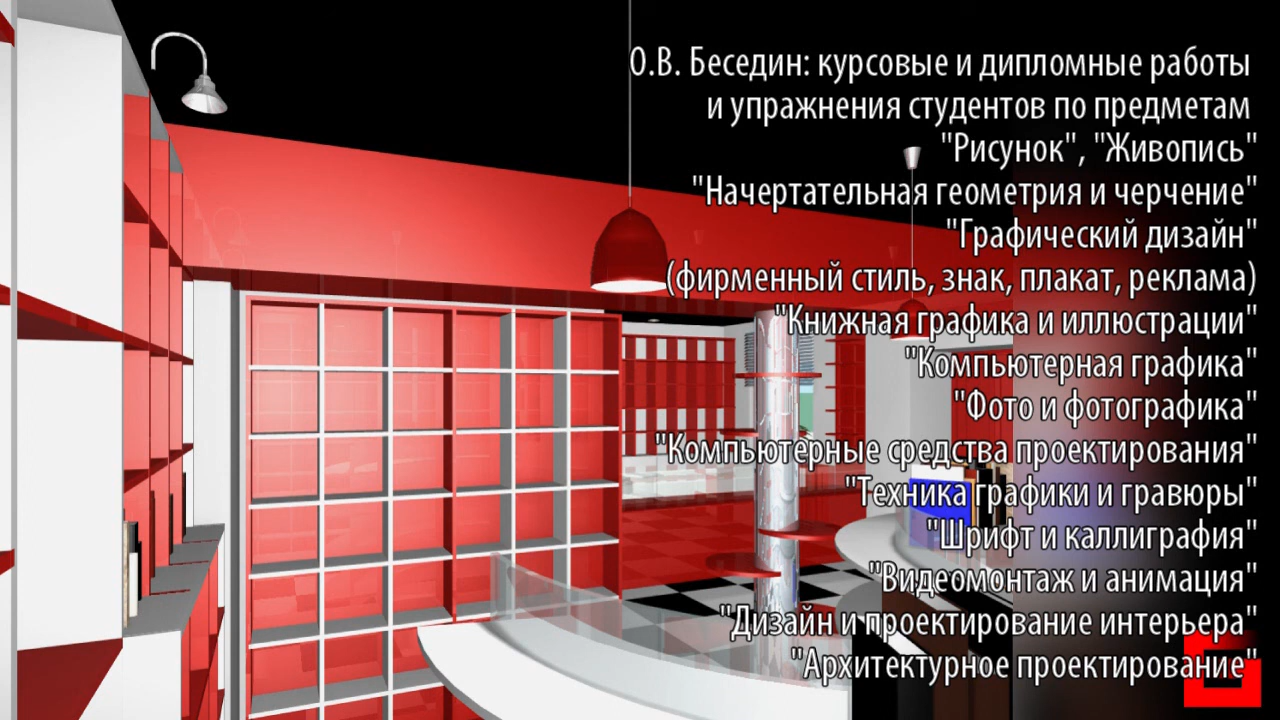 О.В. Беседин: курсовые и дипломные работы
и упражнения студентов по предметам
"Рисунок", "Живопись"
"Начертательная геометрия и черчение"
"Графический дизайн"
(фирменный стиль, знак, плакат, реклама)
"Книжная графика и иллюстрации"
"Компьютерная графика"
"Фото и фотографика"
"Компьютерные средства проектирования"
"Техника графики и гравюры"
"Шрифт и каллиграфия"
"Видеомонтаж и анимация"
"Дизайн и проектирование интерьера"
"Архитектурное проектирование"